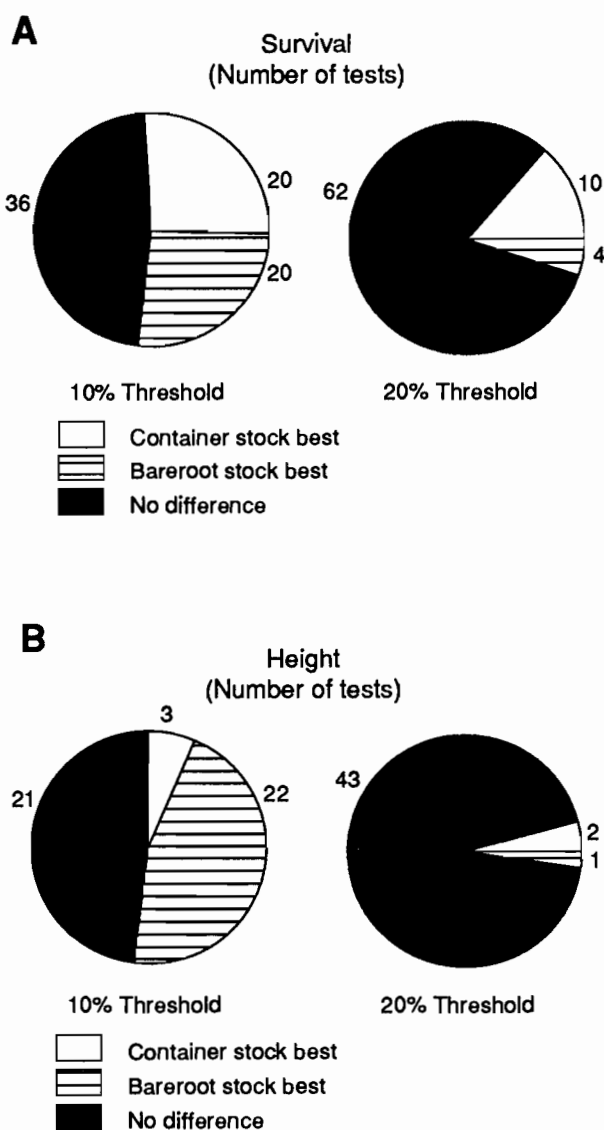 A
Survival
(Number of tests)
36
20
20
62
10
4
10% Threshold
20% Threshold
Container stock best
Bareroot stock best
No difference
B
Height
(Number of tests)
21
3
22
43
2
1
10% Threshold
20% Threshold
Container stock best
Bareroot stock best
No difference